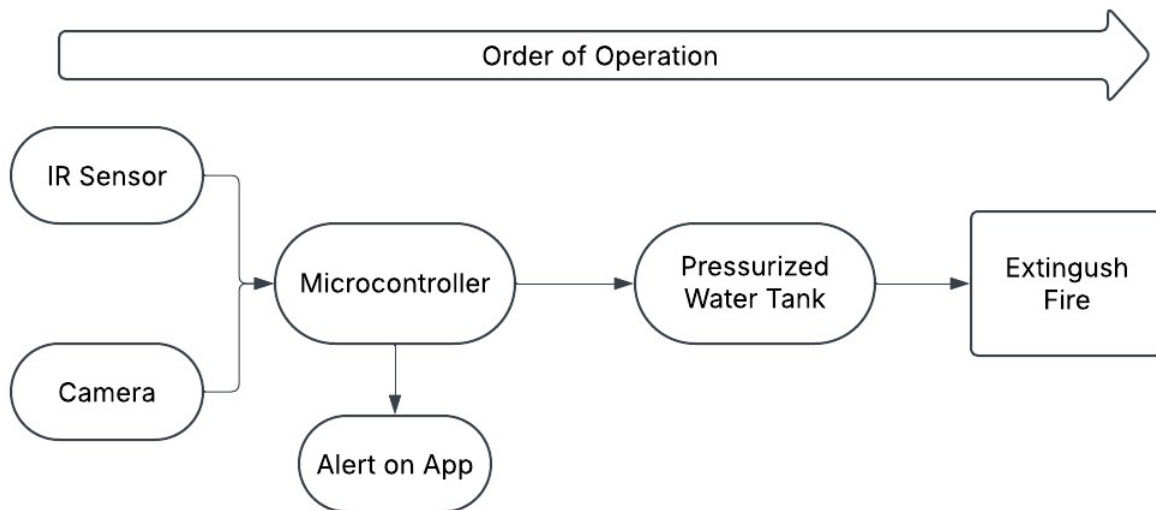 Order of Operation
IR Sensor
Microcontroller
Pressurized
Water Tank
Extingush
Fire
Camera
Alert on App